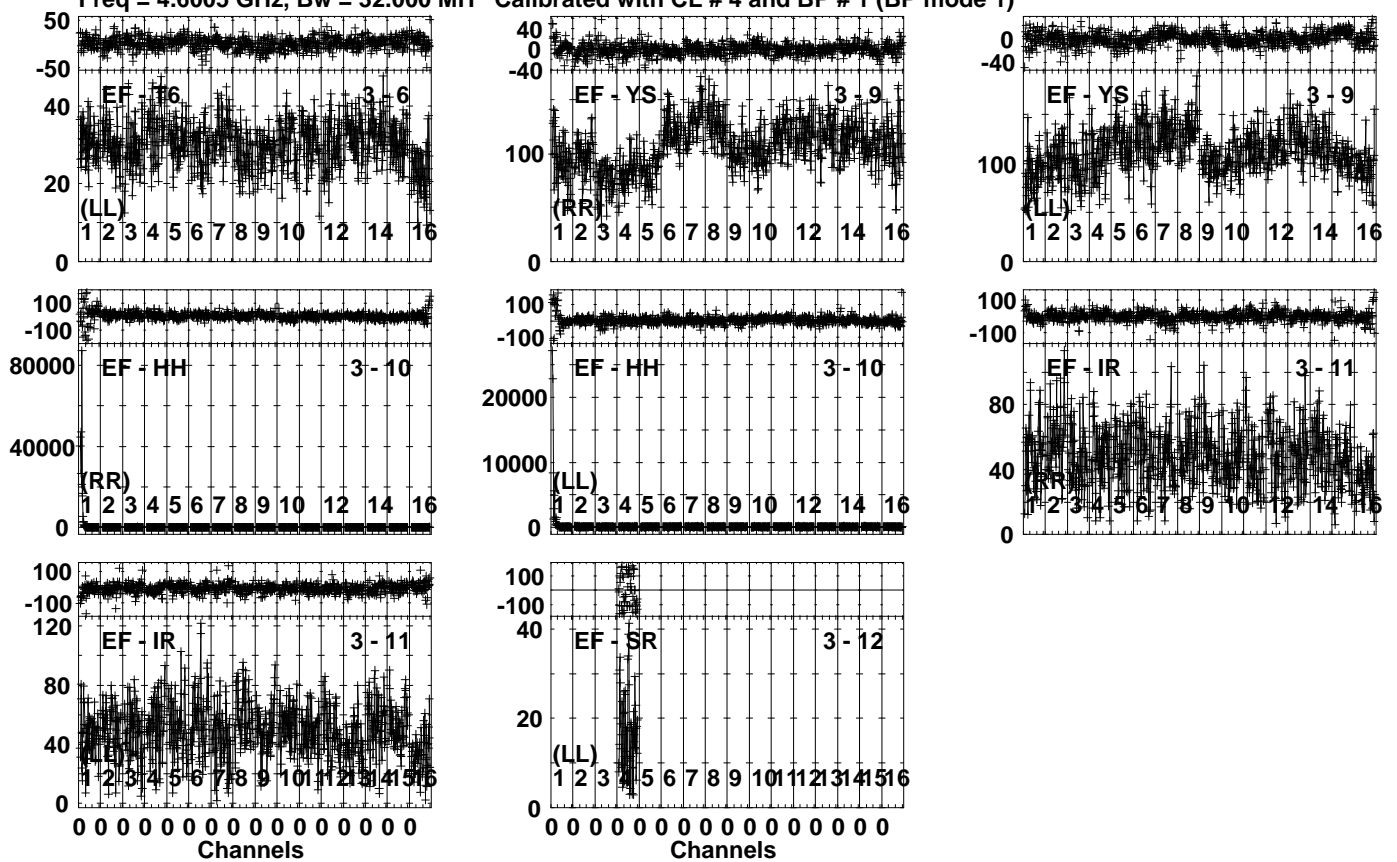 Freq = 4.6005 GHz, Bw = 32.000 MH Calibrated with CL # 4 and BP # 1 (BP mode 1)
50
-50
EF - T6 3 - 6
40
20
(LL)
1 2 3 4 5 6 7 8 9 10 12 14 16
0
40
0
-40
EF - YS 3 - 9
100
(RR)
1 2 3 4 5 6 7 8 9 10 12 14 16
0
0
-40
EF - YS 3 - 9
100
(LL)
1 2 3 4 5 6 7 8 9 10 12 14 16
0
100
-100
EF - HH 3 - 10
80000
40000
(RR)
1 2 3 4 5 6 7 8 9 10 12 14 16
0
100
-100
EF - HH 3 - 10
20000
10000
(LL)
1 2 3 4 5 6 7 8 9 10 12 14 16
0
100
-100
EF - IR 3 - 11
80
40
(RR)
1 2 3 4 5 6 7 8 9 10 12 14 16
0
100
-100
120
EF - IR 3 - 11
80
40
(LL)
1 2 3 4 5 6 7 8 9 10 11 12 13 14 15 16
0
0 0 0 0 0 0 0 0 0 0 0 0 0 0 0 0
Channels
100
-100
40
EF - SR 3 - 12
20
(LL)
1 2 3 4 5 6 7 8 9 10 11 12 13 14 15 16
0
0 0 0 0 0 0 0 0 0 0 0 0 0 0 0 0
Channels